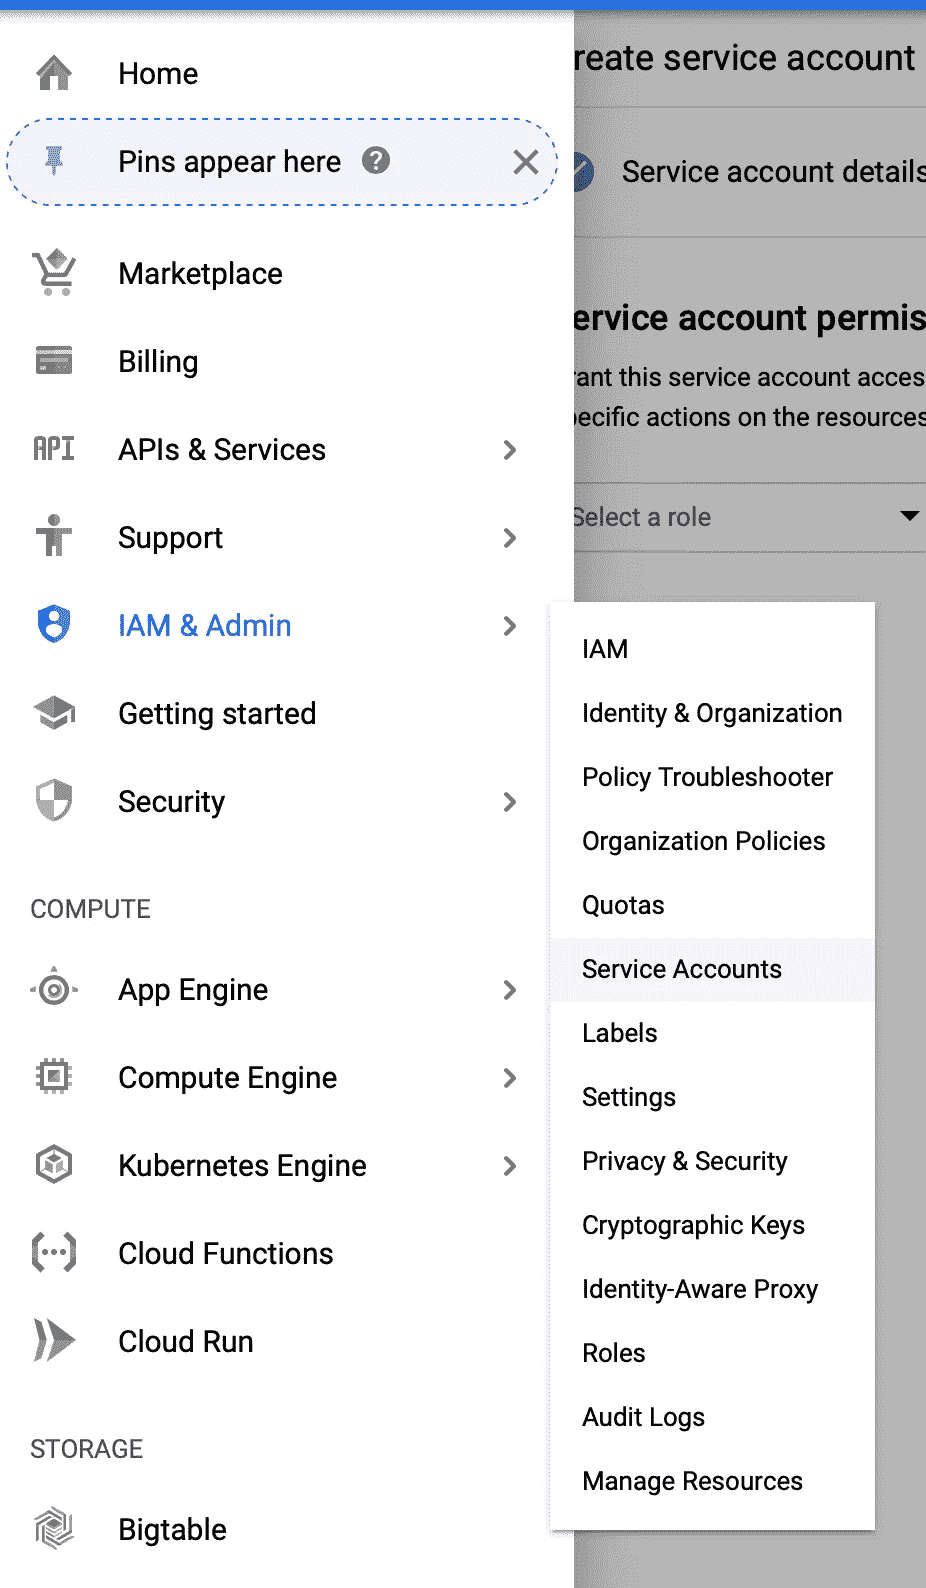 Home
Pins appear here
Marketplace
Billing
API
APIs & Services
Support
IAM & Admin
Getting started
Security
COMPUTE
App Engine
Compute Engine
Kubernetes Engine
Cloud Functions
Cloud Run
STORAGE
Bigtable
reate service account
Service account details
ervice account permis
rant this service account acces
pecific actions on the resources
Select a role
IAM
Identity & Organization
Policy Troubleshooter
Organization Policies
Quotas
Service Accounts
Labels
Settings
Privacy & Security
Cryptographic Keys
Identity-Aware Proxy
Roles
Audit Logs
Manage Resources